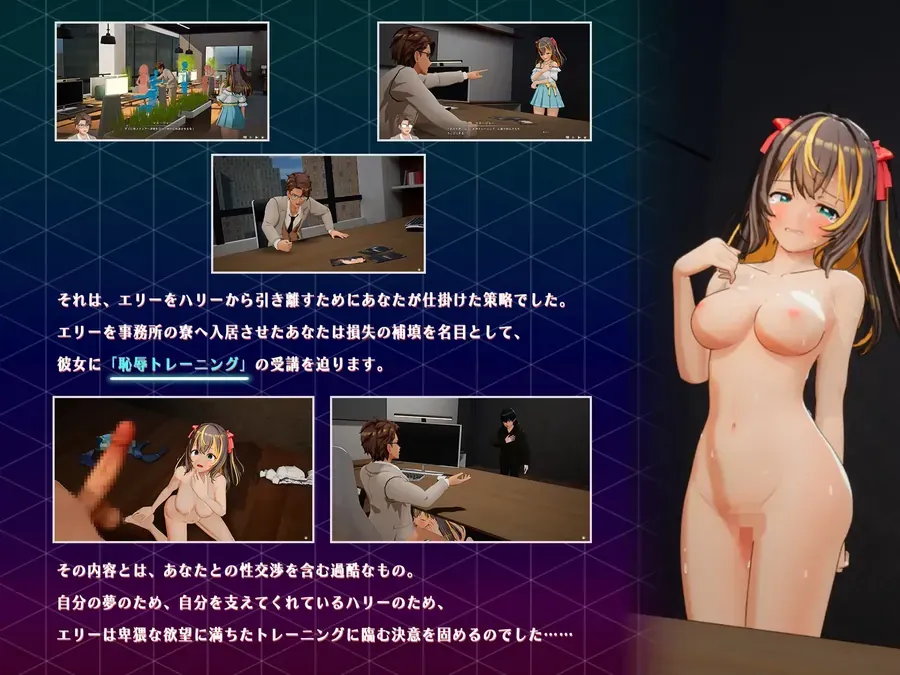 それは、エリーをハリーから引き離すためにあなたが仕掛けた策略でした。
エリーを事務所の寮へ入居させたあなたは損失の補填を名目として、
彼女に「恥辱トレーニング」の受講を迫ります。
その内容とは、あなたとの性交渉を含む過酷なもの。
自分の夢のため、自分を支えてくれているハリーのため、
エリーは卑猥な欲望に満ちたトレーニングに臨む決意を固めるのでした……